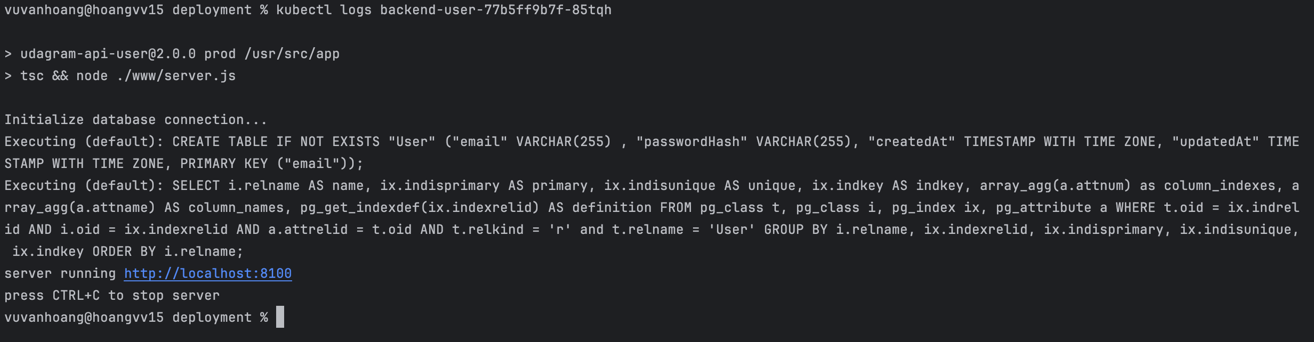 vuvanhoang@hoangvv15 deployment % kubectl logs backend-user-77b5ff9b7f-85tqh
> udagram-api-user@2.0.0 prod /usr/src/app
> tsc && node ./www/server.js
Initialize database connection...
Executing (default): CREATE TABLE IF NOT EXISTS "User" ("email" VARCHAR(255) , "passwordHash" VARCHAR(255), "createdAt" TIMESTAMP WITH TIME ZONE, "updatedAt" TIME
STAMP WITH TIME ZONE, PRIMARY KEY ("email"));
Executing (default): SELECT i.relname AS name, ix.indisprimary AS primary, ix.indisunique AS unique, ix.indkey AS indkey, array_agg(a.attnum) as column_indexes, a
rray_agg(a.attname) AS column_names, pg_get_indexdef(ix.indexrelid) AS definition FROM pg_class t, pg_class i, pg_index ix, pg_attribute a WHERE t.oid = ix.indrel
id AND i.oid = ix.indexrelid AND a.attrelid = t.oid AND t.relkind = 'r' and t.relname = 'User' GROUP BY i.relname, ix.indexrelid, ix.indisprimary, ix.indisunique,
 ix.indkey ORDER BY i.relname;
server running http://localhost:8100
press CTRL+C to stop server
vuvanhoang@hoangvv15 deployment %